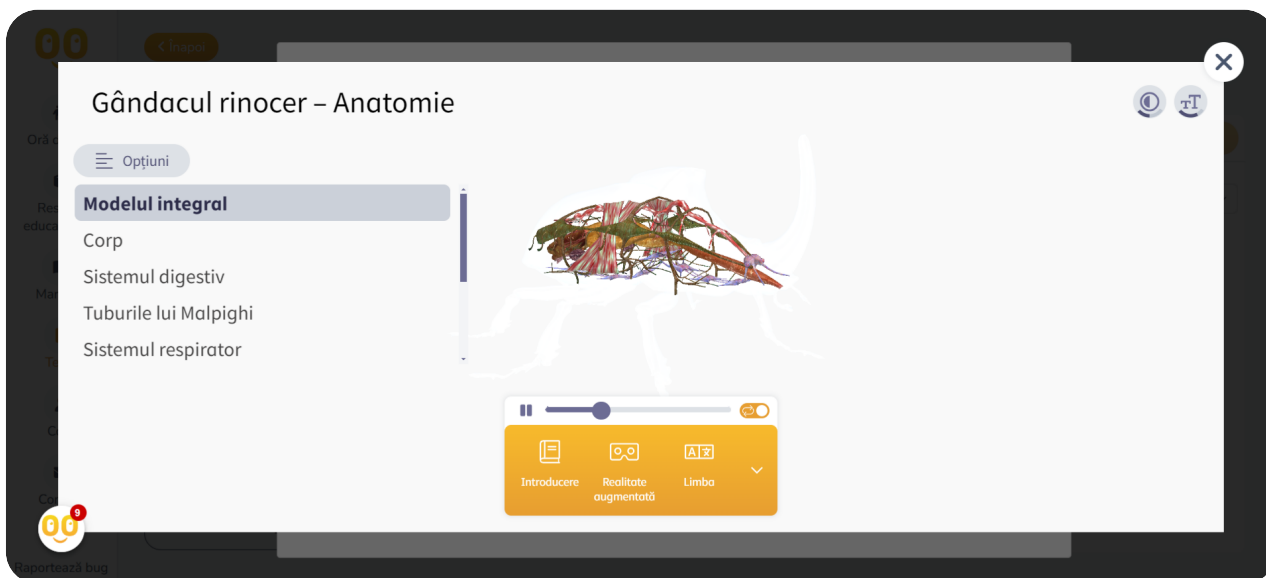 < Înapoi
Gândacul rinocer – Anatomie
Opțiuni
Modelul integral
Corp
Sistemul digestiv
Tuburile lui Malpighi
Sistemul respirator
Introducere
Realitate
augmentată
Limba
9
Raportează bug